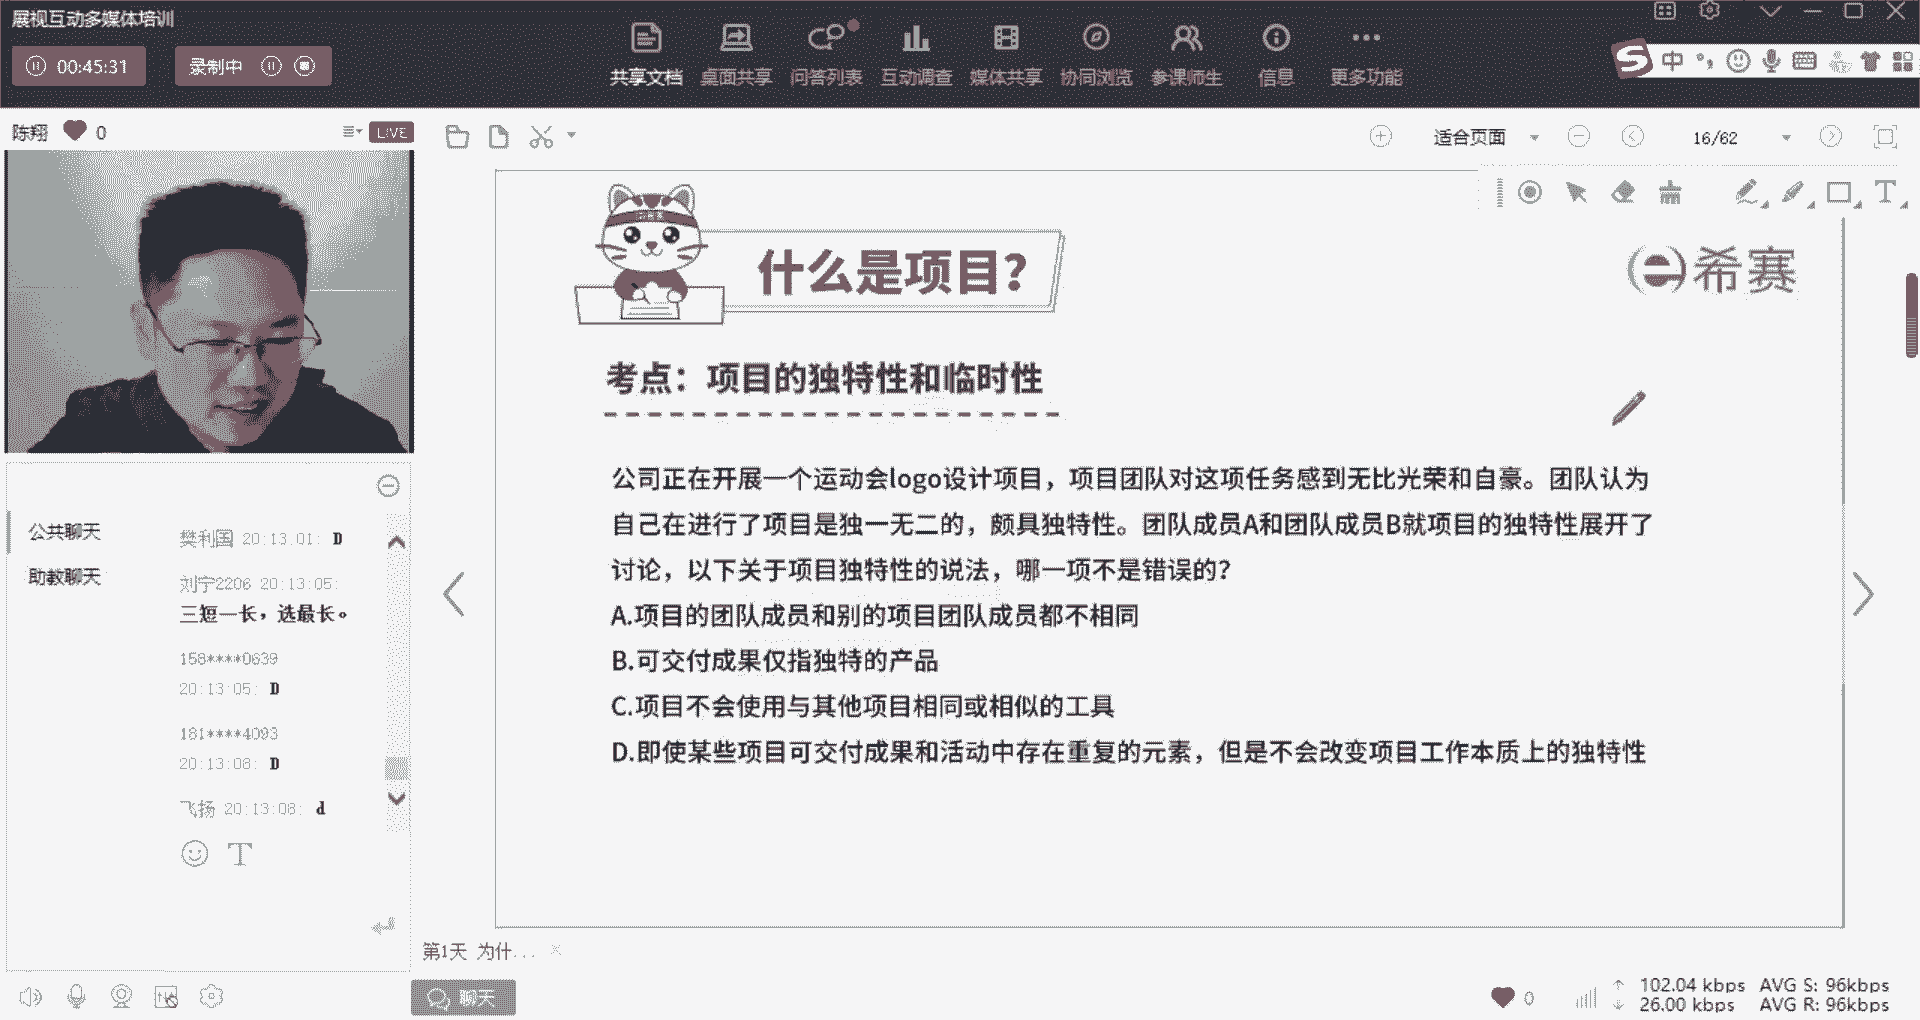 展视互动多媒体培训
00:45:31
录制中
共享文档 桌面共享 问答列表 互动调查 媒体共享 协同浏览 参课师生 信息 更多功能
S 中
陈翔 0
LIVE
适合页面
16/62
T
什么是项目?
希赛
考点：项目的独特性和临时性
公司正在开展一个运动会logo设计项目，项目团队对这项任务感到无比光荣和自豪。团队认为
自己在进行了项目是独一无二的，颇具独特性。团队成员A和团队成员B就项目的独特性展开了
讨论，以下关于项目独特性的说法，哪一项不是错误的?
A.项目的团队成员和别的项目团队成员都不相同
B.可交付成果仅指独特的产品
C.项目不会使用与其他项目相同或相似的工具
D.即使某些项目可交付成果和活动中存在重复的元素，但是不会改变项目工作本质上的独特性
公共聊天
助教聊天
樊利国 20:13:01: D
刘宁2206 20:13:05:
三短一长，选最长。
158****0639
20:13:05: D
181****4093
20:13:08: D
飞扬 20:13:08: d
T
第1天 为什...
聊天
0
102.04 kbps AVG S: 96kbps
26.00 kbps AVG R: 96kbps